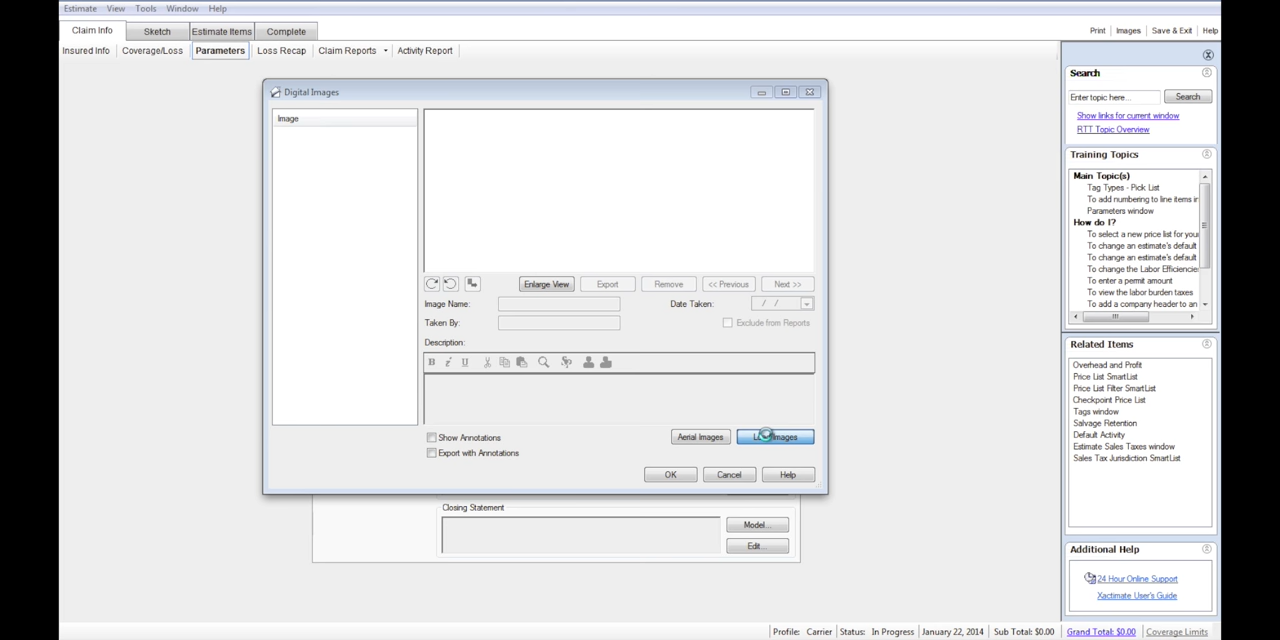 Estimate View Tools Window Help
Claim Info Sketch Estimate Items Complete
Print Images Save & Exit Help
Insured Info Coverage/Loss Parameters Loss Recap Claim Reports Activity Report
Digital Images
Image
Enlarge View Export Remove << Previous Next >>
Image Name: Date Taken: / /
Taken By: Exclude from Reports
Description:
B i U
Show Annotations Aerial Images Images
Export with Annotations
OK Cancel Help
Closing Statement
Model...
Edit...
Search
Enter topic here... Search
Show links for current window
RTT Topic Overview
Training Topics
Main Topic(s)
Tag Types - Pick List
To add numbering to line items in
Parameters window
How do I?
To select a new price list for your
To change an estimate's default
To change an estimate's default
To change the Labor Efficiencies
To enter a permit amount
To view the labor burden taxes
To add a company header to an
Related Items
Overhead and Profit
Price List SmartList
Price List Filter SmartList
Checkpoint Price List
Tags window
Salvage Retention
Default Activity
Estimate Sales Taxes window
Sales Tax Jurisdiction SmartList
Additional Help
24 Hour Online Support
Xactimate User's Guide
Profile: Carrier Status: In Progress January 22, 2014 Sub Total: $0.00 Grand Total: $0.00 Coverage Limits